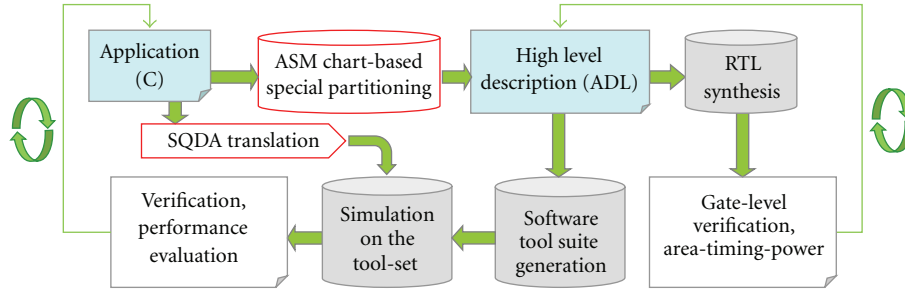 Application
(C)
ASM chart-based
special partitioning
High level
description (ADL)
RTL
synthesis
SQDA translation
Verification,
performance
evaluation
Simulation
on the
tool-set
Software
tool suite
generation
Gate-level
verification,
area-timing-power